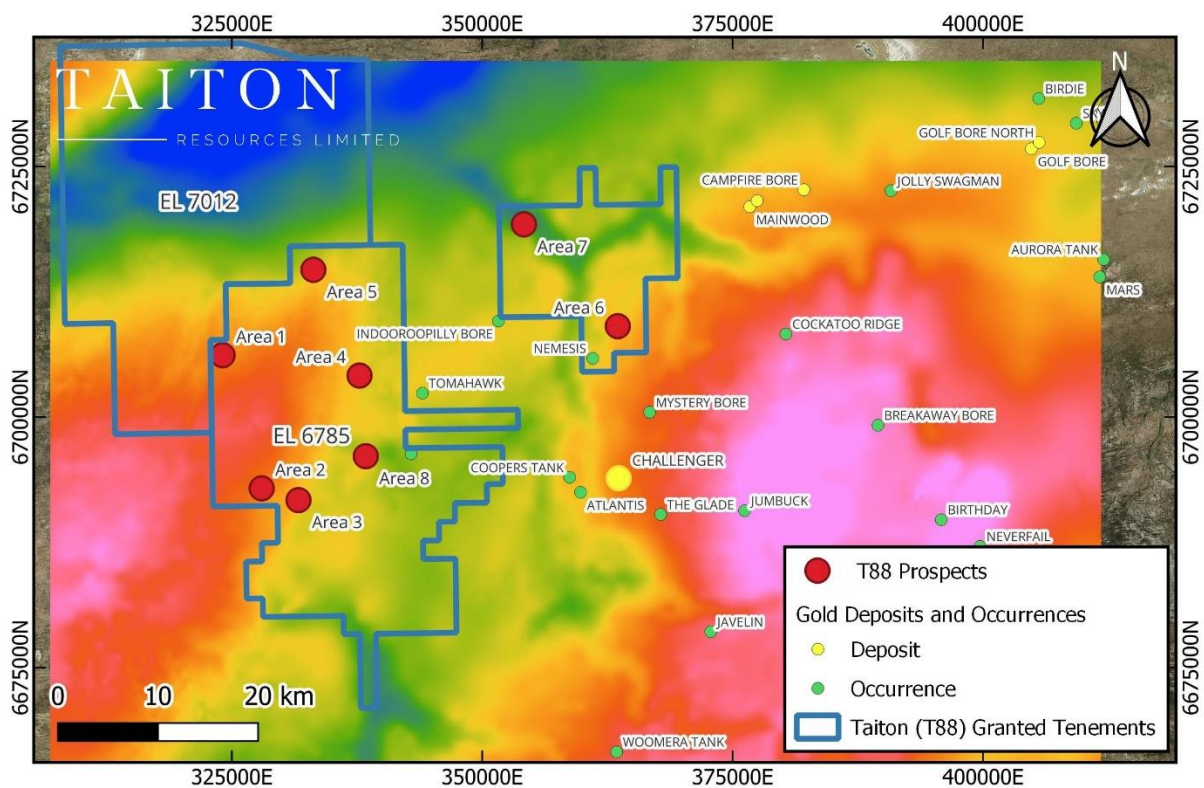 325000E 350000E 375000E 400000E
TAITON
RESOURCES LIMITED
N
BIRDIE
SKY
GOLF BORE NORTH
GOLF BORE
6725000N
6725000N
CAMPFIRE BORE
JOLLY SWAGMAN
EL 7012
MAINWOOD
Area 7
AURORA TANK
Area 5
MARS
Area 6
INDOOROOPILLY BORE
COCKATOO RIDGE
Area 1
NEMESIS
Area 4
TOMAHAWK
MYSTERY BORE
6700000N
6700000N
BREAKAWAY BORE
EL 6785
CHALLENGER
COOPERS TANK
Area 2
Area 8
ATLANTIS
THE GLADE
JUMBUCK
BIRTHDAY
Area 3
NEVERFAIL
T88 Prospects
Gold Deposits and Occurrences
JAVELIN
Deposit
6675000N
6675000N
Occurrence
0 10 20 km
Taiton (T88) Granted Tenements
WOOMERA TANK
325000E 350000E 375000E 400000E